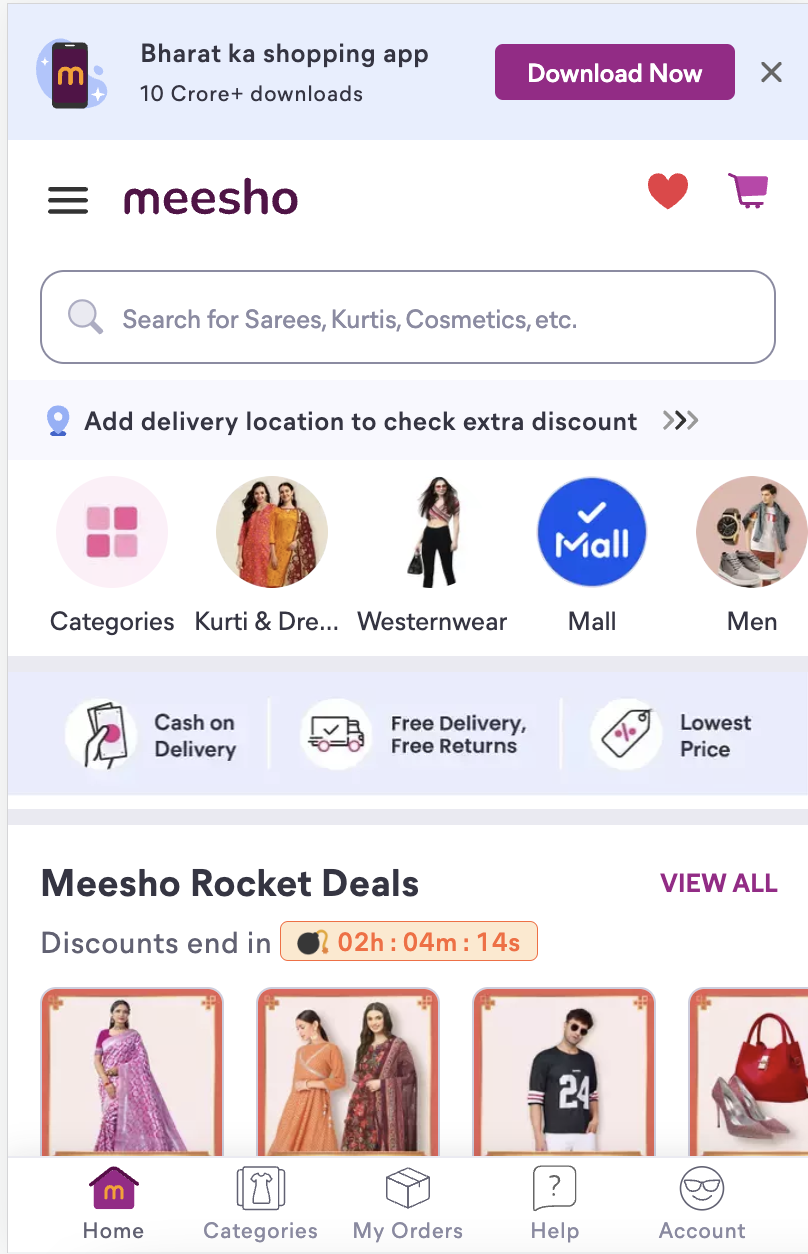 Bharat ka shopping app
10 Crore+ downloads
Download Now
m
meesho
Search for Sarees, Kurtis, Cosmetics, etc.
Add delivery location to check extra discount
Mall
Categories Kurti & Dre... Westernwear Mall Men
Cash on
Delivery
Free Delivery,
Free Returns
Lowest
Price
Meesho Rocket Deals
VIEW ALL
Discounts end in 02h : 04m : 14s
24
m
Home Categories My Orders Help Account